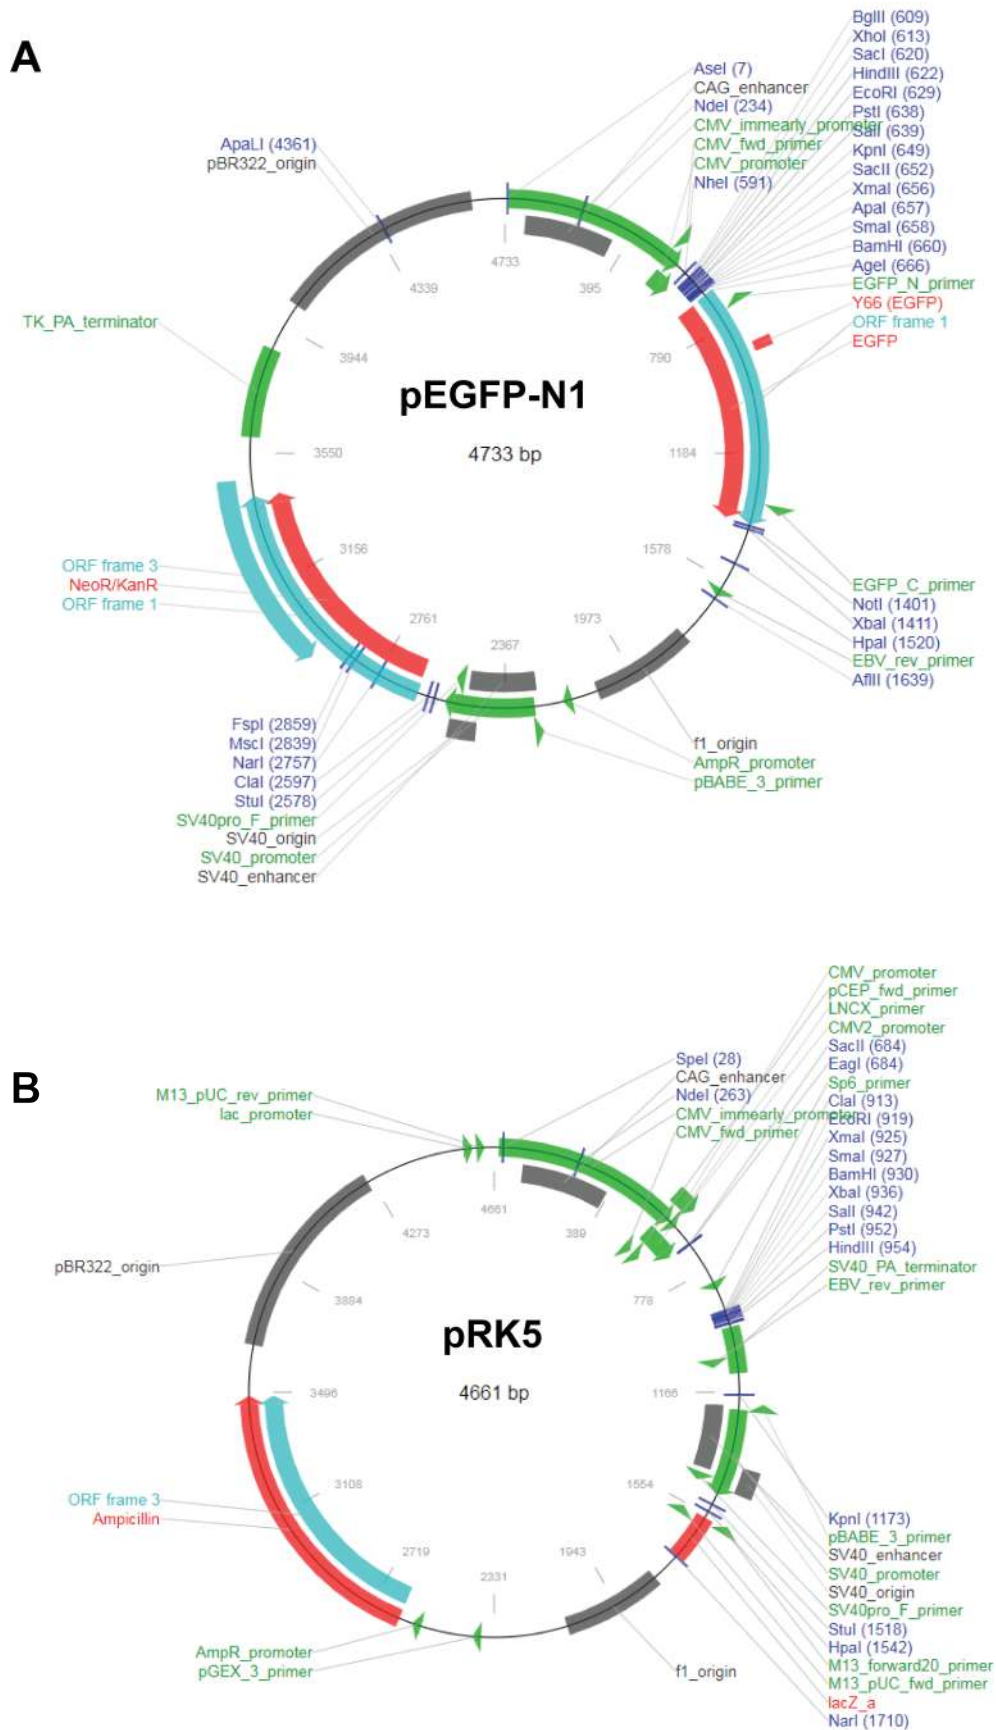 A
BglII (609)
XhoI (613)
SacI (620)
HindIII (622)
EcoRI (629)
PstI (638)
SalI (639)
KpnI (649)
SacII (652)
XmaI (656)
ApaI (657)
SmaI (658)
BamHI (660)
AgeI (666)
EGFP_N_primer
Y66 (EGFP)
ORF frame 1
EGFP
AseI (7)
CAG_enhancer
NdeI (234)
CMV_immearly_promoter
CMV_fwd_primer
CMV_promoter
NheI (591)
ApaLI (4361)
pBR322_origin
TK_PA_terminator
4733
395
790
1184
1578
1973
2367
2761
3156
3550
3944
4339
pEGFP-N1
4733 bp
ORF frame 3
NeoR/KanR
ORF frame 1
EGFP_C_primer
NotI (1401)
XbaI (1411)
HpaI (1520)
EBV_rev_primer
AflII (1639)
f1_origin
AmpR_promoter
pBABE_3_primer
FspI (2859)
MscI (2839)
NarI (2757)
ClaI (2597)
StuI (2578)
SV40pro_F_primer
SV40_origin
SV40_promoter
SV40_enhancer
B
CMV_promoter
pCEP_fwd_primer
LNCX_primer
CMV2_promoter
SacII (684)
EagI (684)
Sp6_primer
ClaI (913)
EcoRI (919)
XmaI (925)
SmaI (927)
BamHI (930)
XbaI (936)
SalI (942)
PstI (952)
HindIII (954)
SV40_PA_terminator
EBV_rev_primer
SpeI (28)
CAG_enhancer
NdeI (263)
CMV_immearly_promoter
CMV_fwd_primer
M13_pUC_rev_primer
lac_promoter
pBR322_origin
4661
389
778
1166
1554
1943
2331
2719
3108
3496
3884
4273
pRK5
4661 bp
ORF frame 3
Ampicillin
AmpR_promoter
pGEX_3_primer
f1_origin
KpnI (1173)
pBABE_3_primer
SV40_enhancer
SV40_promoter
SV40_origin
SV40pro_F_primer
StuI (1518)
HpaI (1542)
M13_forward20_primer
M13_pUC_fwd_primer
lacZ_a
NarI (1710)